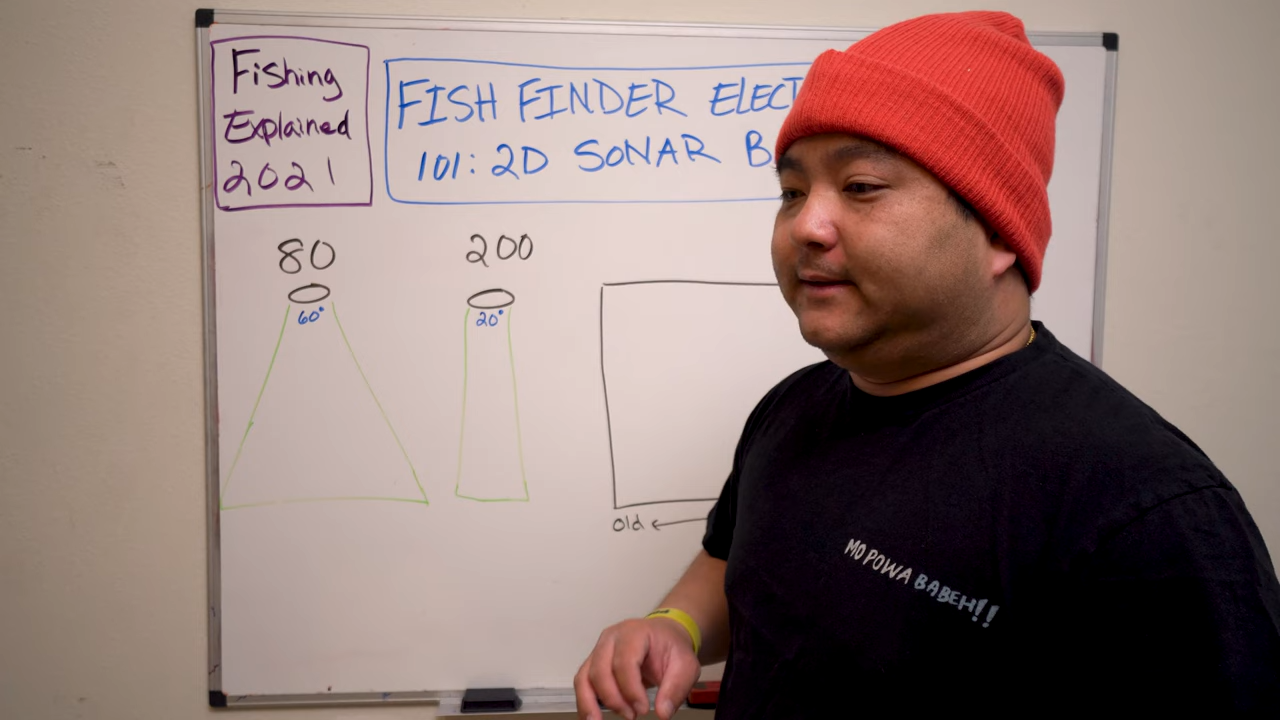 Fishing
Explained
2021
FISH FINDER ELECT
101: 2D SONAR B
80
200
60°
20°
Old
MO POWA BABEH!!